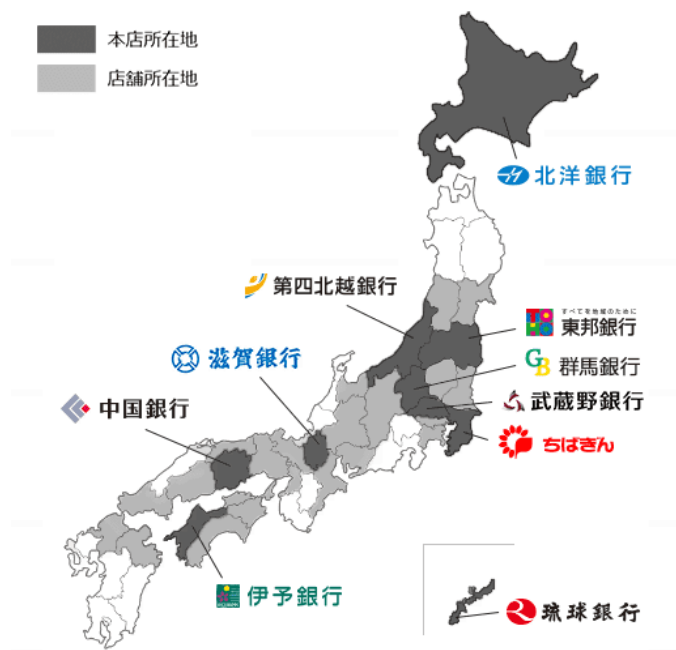 本店所在地
店舗所在地
北洋銀行
第四北越銀行
すべてを地域のために
東邦銀行
滋賀銀行
GB 群馬銀行
中国銀行
武蔵野銀行
ちばぎん
伊予銀行
琉球銀行